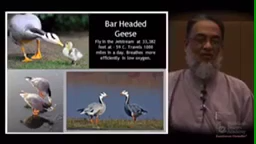 Bar Headed
Geese
Fly in the Jetstream at 33,382
feet at - 59 C. Travels 1000
miles in a day. Breathes more
efficiently in low oxygen.